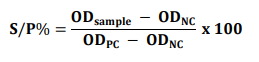 S/P% = (OD_sample − OD_NC) / (OD_PC − OD_NC) x 100